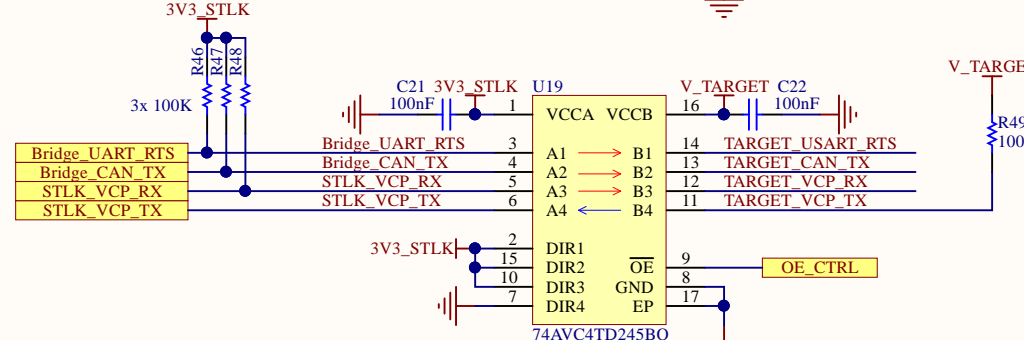 3V3_STLK
R46
R47
R48
3x 100K
C21
100nF
3V3_STLK
U19
V_TARGET
C22
100nF
V_TARGE
R49
100
1
VCCA VCCB
16
Bridge_UART_RTS
Bridge_UART_RTS
3
A1
B1
14
TARGET_USART_RTS
Bridge_CAN_TX
Bridge_CAN_TX
4
A2
B2
13
TARGET_CAN_TX
STLK_VCP_RX
STLK_VCP_RX
5
A3
B3
12
TARGET_VCP_RX
STLK_VCP_TX
STLK_VCP_TX
6
A4
B4
11
TARGET_VCP_TX
3V3_STLK
2
DIR1
15
DIR2
OE
9
OE_CTRL
10
DIR3
GND
8
7
DIR4
EP
17
74AVC4TD245BQ